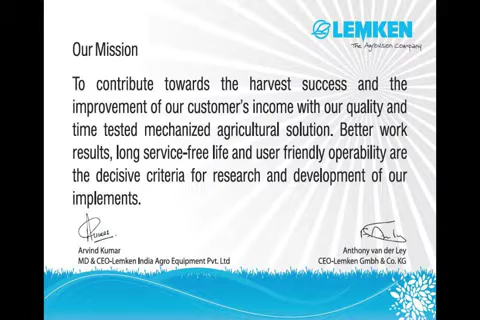 LEMKEN
The Agrovision Company
Our Mission
To contribute towards the harvest success and the
improvement of our customer's income with our quality and
time tested mechanized agricultural solution. Better work
results, long service-free life and user friendly operability are
the decisive criteria for research and development of our
implements.
Arvind Kumar
MD & CEO-Lemken India Agro Equipment Pvt. Ltd
Anthony van der Ley
CEO-Lemken Gmbh & Co. KG